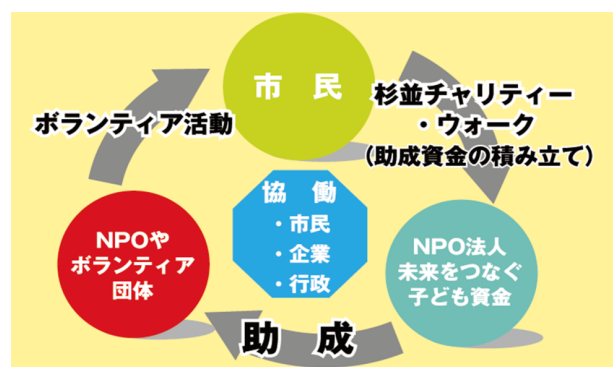 市　民
杉並チャリティー
・ウォーク
（助成資金の積み立て）
ボランティア活動
協　働
・市民
・企業
・行政
NPOや
ボランティア
団体
NPO法人
未来をつなぐ
子ども資金
助　成